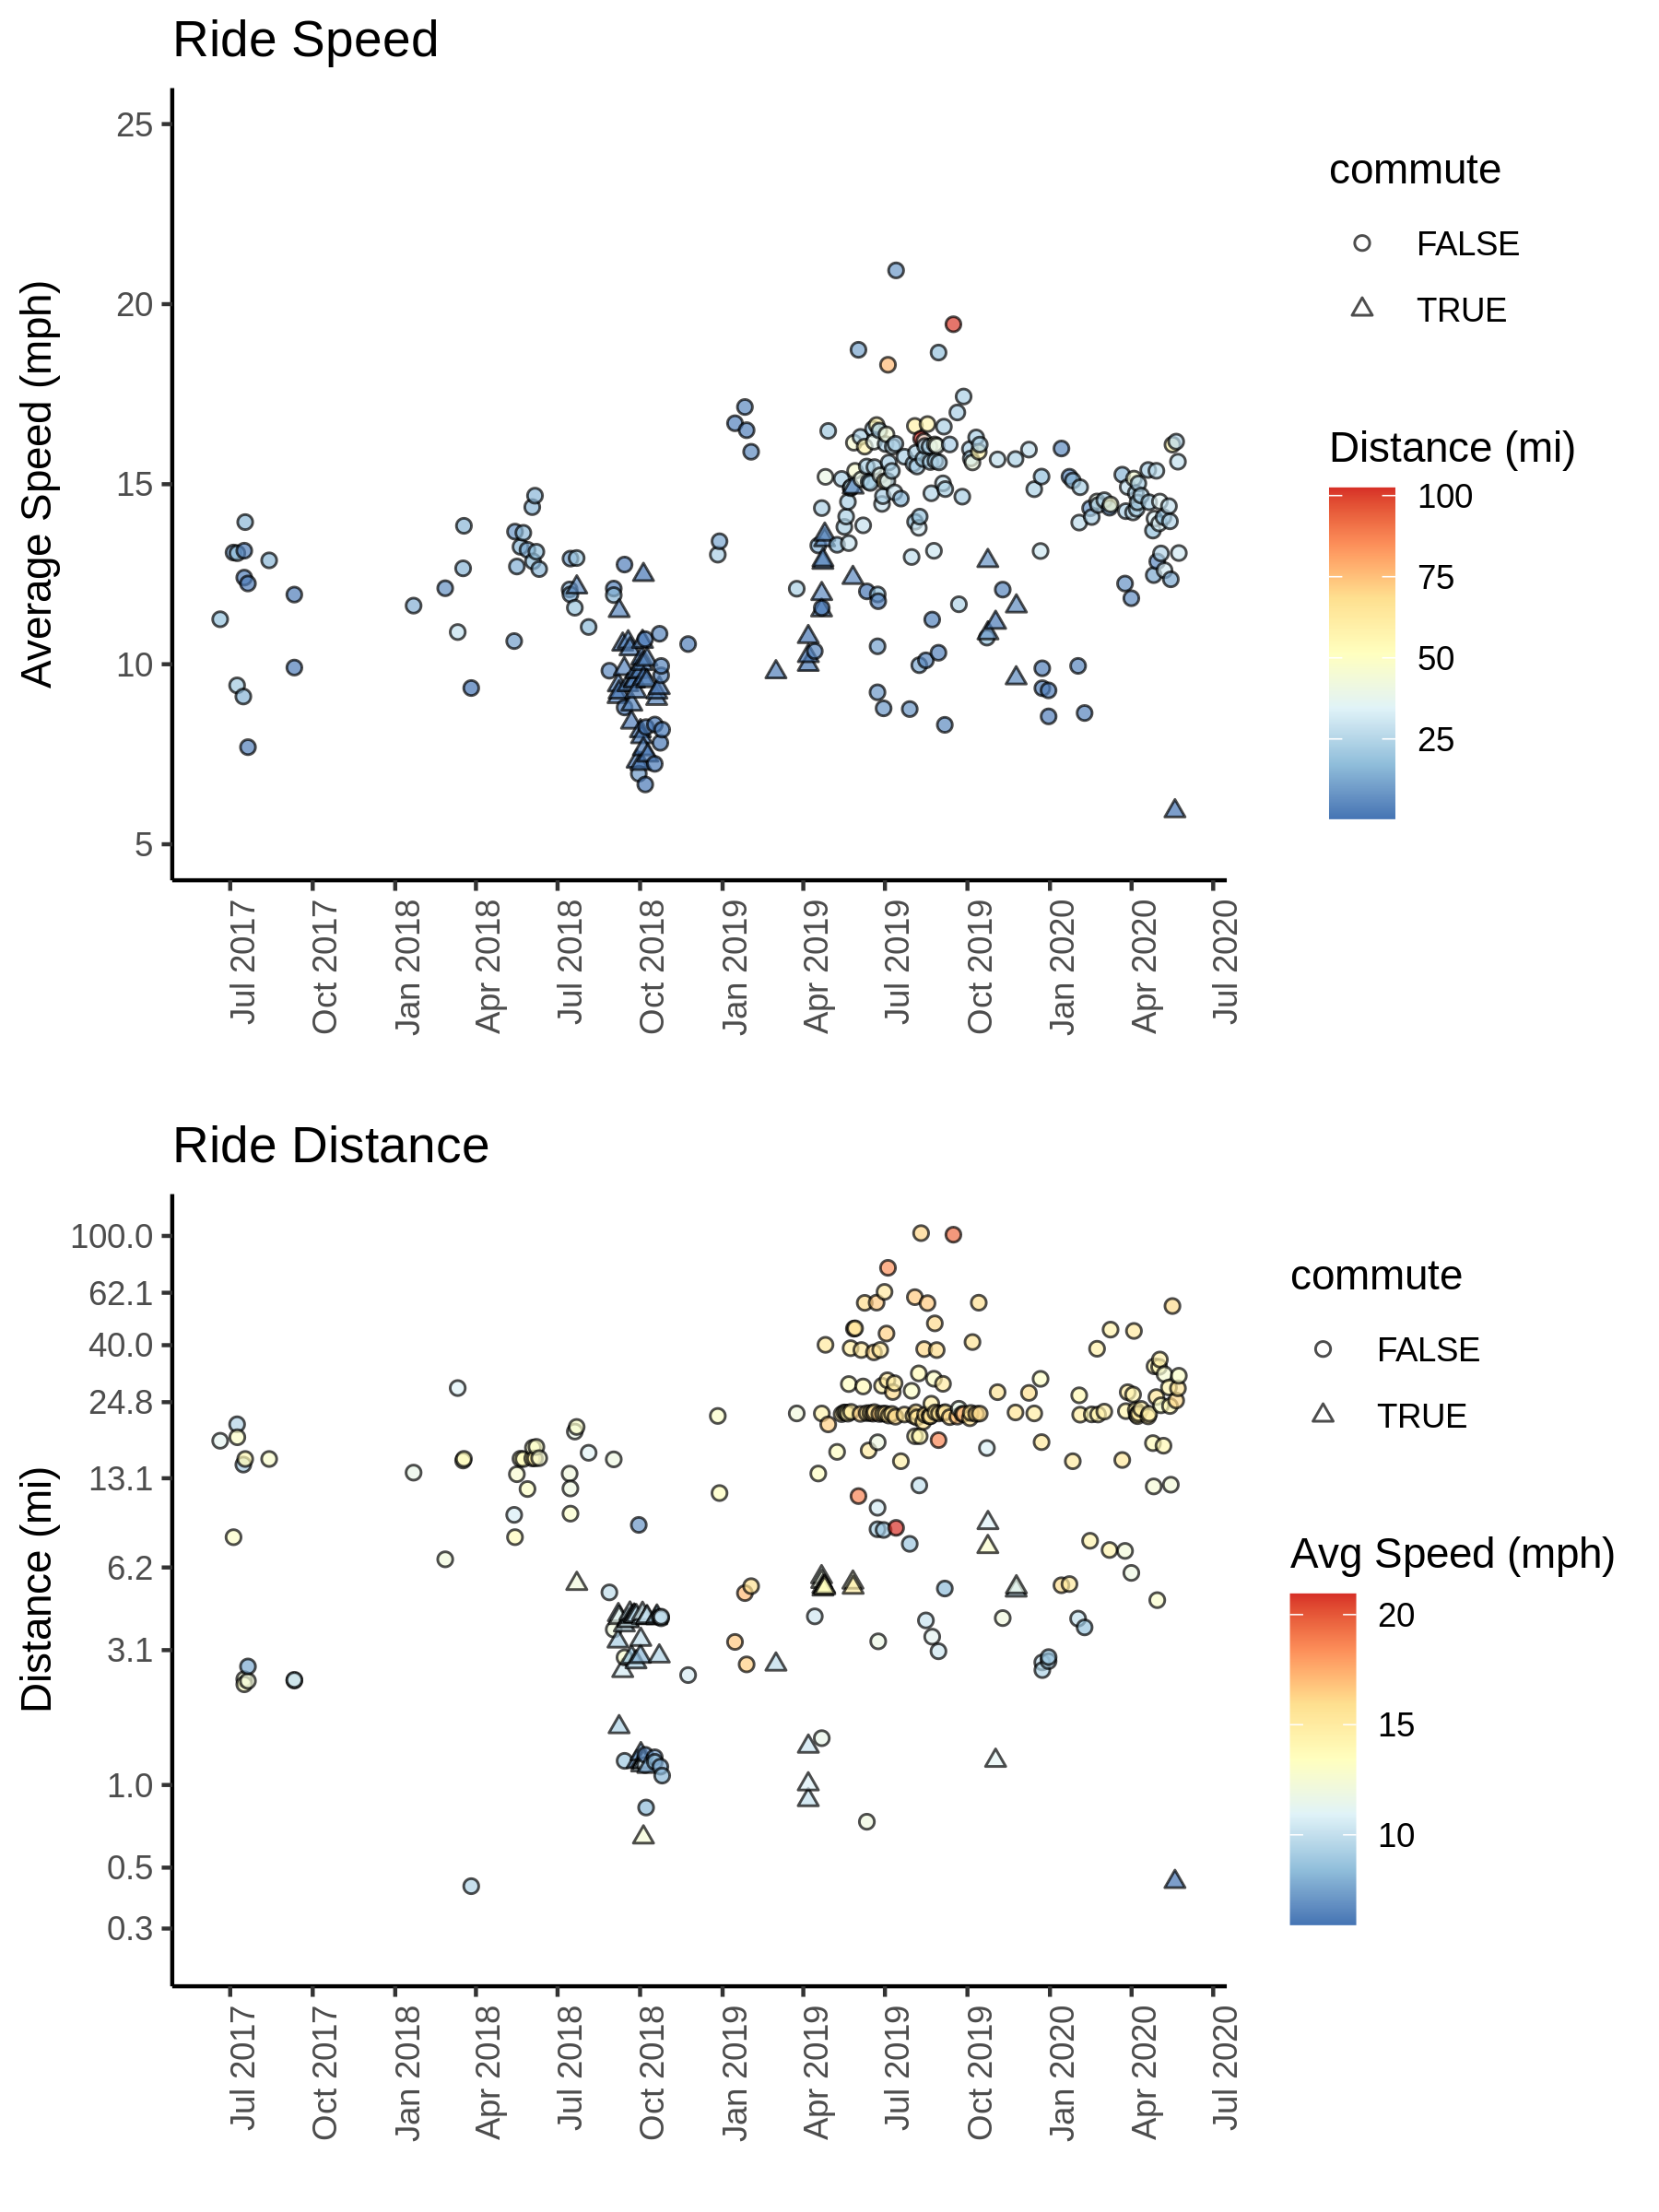 Ride Speed
Average Speed (mph)
25
20
15
10
5
Jul 2017
Oct 2017
Jan 2018
Apr 2018
Jul 2018
Oct 2018
Jan 2019
Apr 2019
Jul 2019
Oct 2019
Jan 2020
Apr 2020
Jul 2020
commute
FALSE
TRUE
Distance (mi)
100
75
50
25
Ride Distance
Distance (mi)
100.0
62.1
40.0
24.8
13.1
6.2
3.1
1.0
0.5
0.3
Jul 2017
Oct 2017
Jan 2018
Apr 2018
Jul 2018
Oct 2018
Jan 2019
Apr 2019
Jul 2019
Oct 2019
Jan 2020
Apr 2020
Jul 2020
commute
FALSE
TRUE
Avg Speed (mph)
20
15
10